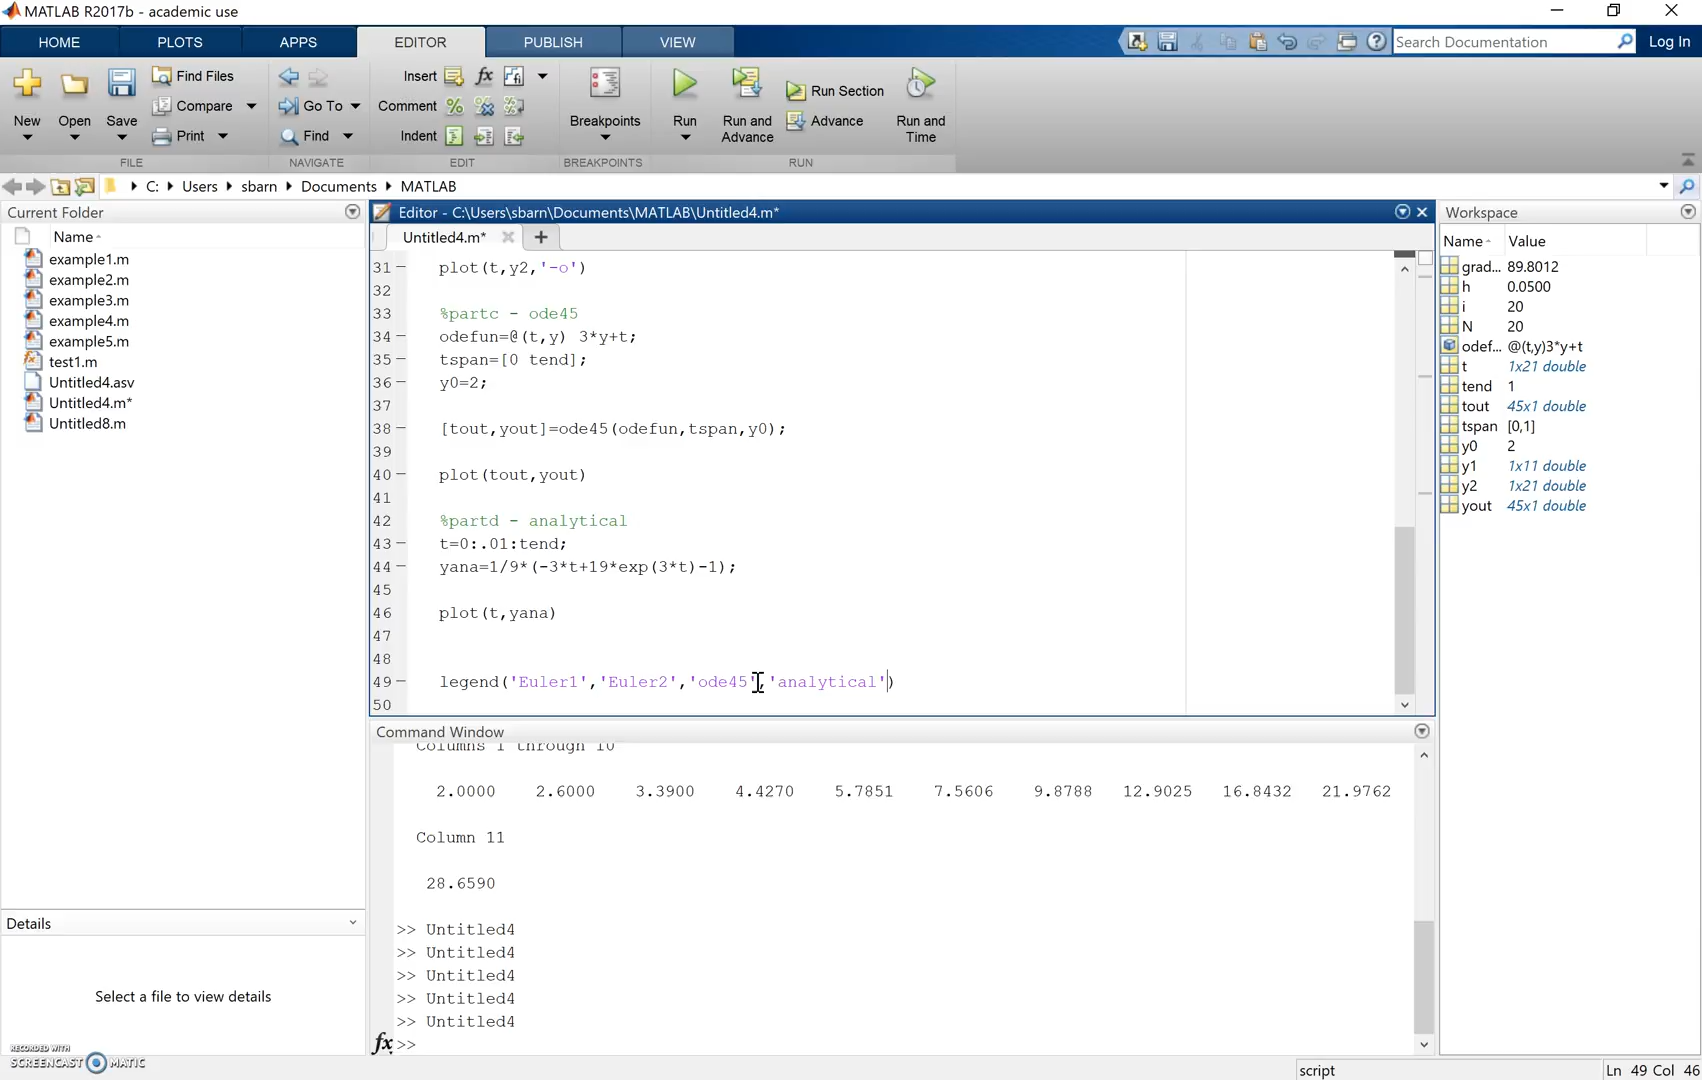 MATLAB R2017b - academic use
HOME PLOTS APPS EDITOR PUBLISH VIEW Search Documentation Log In
New Open Save Find Files Compare Print
Go To Find
Insert fx
Comment
Indent
Breakpoints
Run Run and Advance Run Section Advance Run and Time
FILE NAVIGATE EDIT BREAKPOINTS RUN
C: Users sbarn Documents MATLAB
Current Folder
Name
example1.m
example2.m
example3.m
example4.m
example5.m
test1.m
Untitled4.asv
Untitled4.m*
Untitled8.m
Details
Select a file to view details
RECORDED WITH
SCREENCAST MATIC
Editor - C:\Users\sbarn\Documents\MATLAB\Untitled4.m*
Untitled4.m*
31 plot(t,y2,'-o')
32
33 %partc - ode45
34 odefun=@(t,y) 3*y+t;
35 tspan=[0 tend];
36 y0=2;
37
38 [tout,yout]=ode45(odefun,tspan,y0);
39
40 plot(tout,yout)
41
42 %partd - analytical
43 t=0:.01:tend;
44 yana=1/9*(-3*t+19*exp(3*t)-1);
45
46 plot(t,yana)
47
48
49 legend('Euler1','Euler2','ode45','analytical')
50
Command Window
Columns 1 through 10
2.0000 2.6000 3.3900 4.4270 5.7851 7.5606 9.8788 12.9025 16.8432 21.9762
Column 11
28.6590
>> Untitled4
>> Untitled4
>> Untitled4
>> Untitled4
>> Untitled4
fx >>
Workspace
Name Value
grad... 89.8012
h 0.0500
i 20
N 20
odef... @(t,y)3*y+t
t 1x21 double
tend 1
tout 45x1 double
tspan [0,1]
y0 2
y1 1x11 double
y2 1x21 double
yout 45x1 double
script Ln 49 Col 46